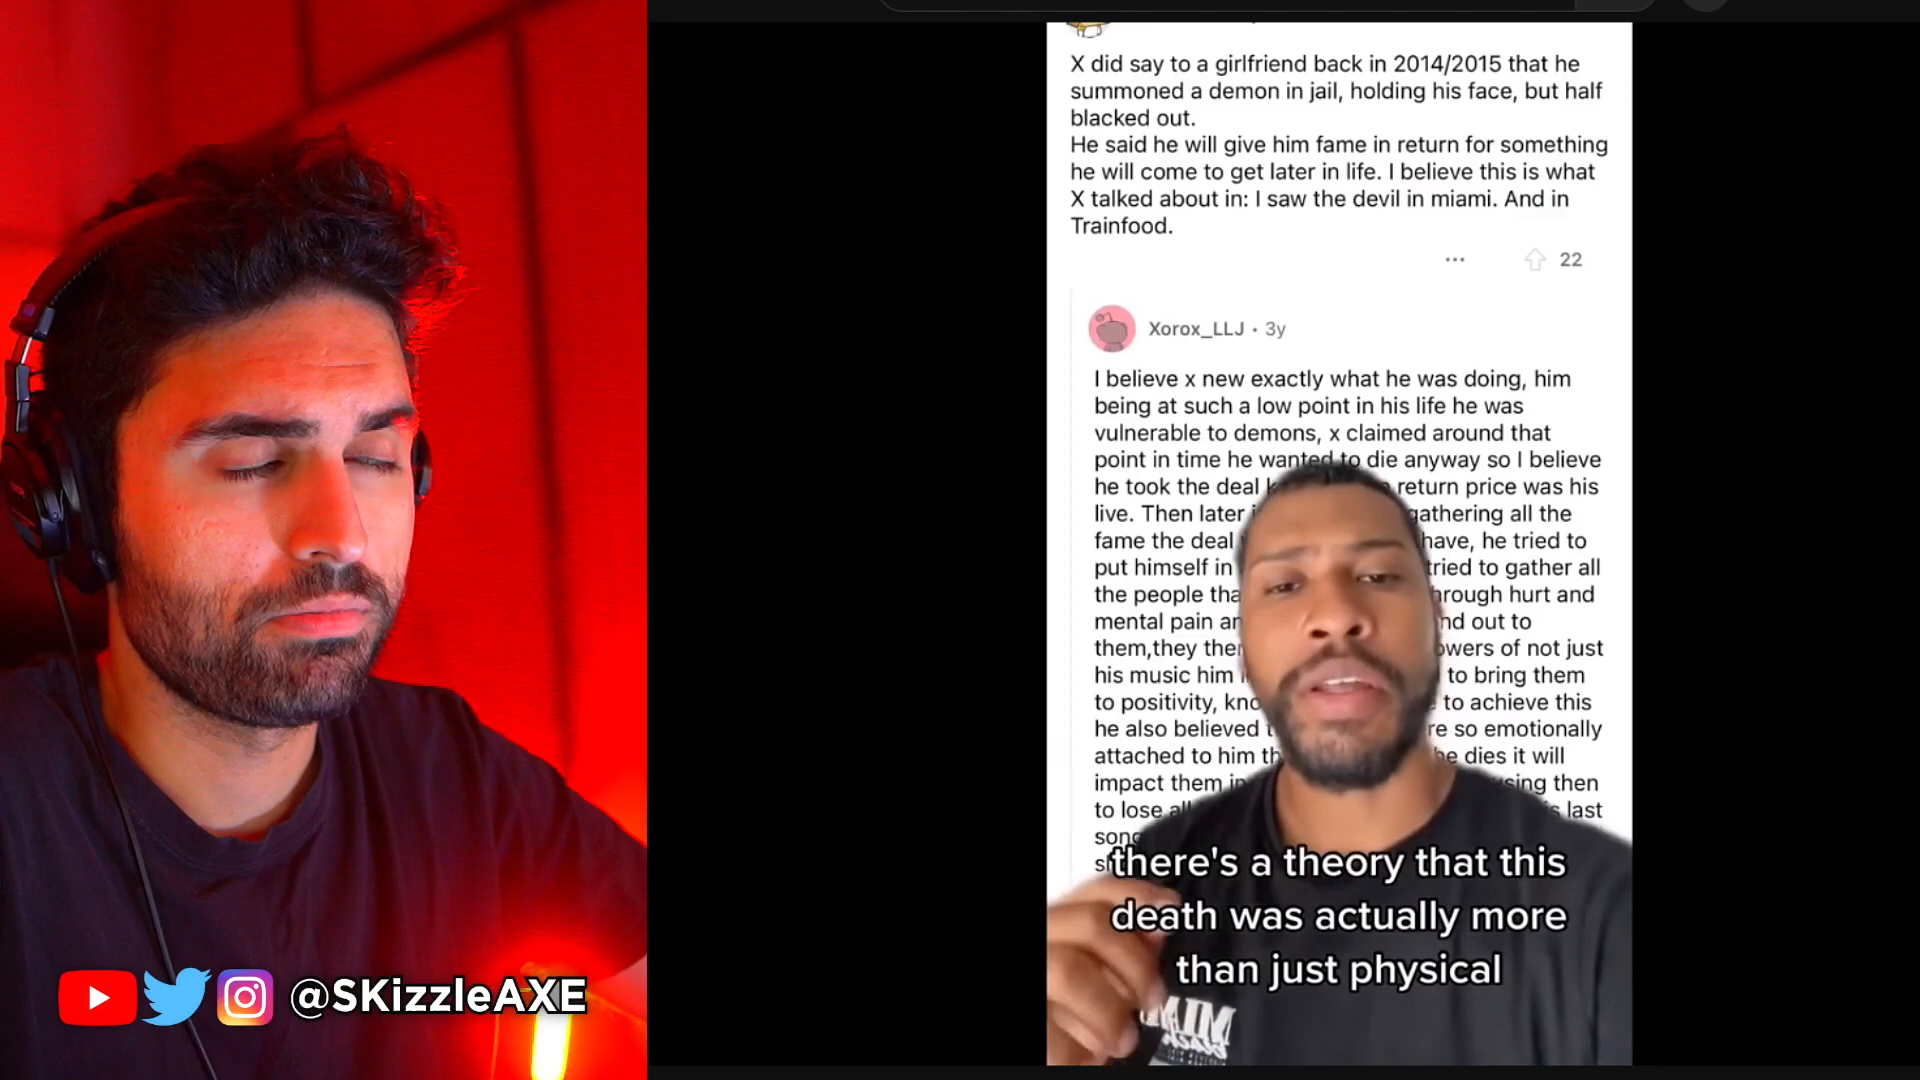 X did say to a girlfriend back in 2014/2015 that he
summoned a demon in jail, holding his face, but half
blacked out.
He said he will give him fame in return for something
he will come to get later in life. I believe this is what
X talked about in: I saw the devil in miami. And in
Trainfood.
... 22
Xorox_LLJ • 3y
I believe x new exactly what he was doing, him
being at such a low point in his life he was
vulnerable to demons, x claimed around that
point in time he wanted to die anyway so I believe
he took the deal return price was his
live. Then later gathering all the
fame the deal have, he tried to
put himself in tried to gather all
the people through hurt and
mental pain out to
of not just
his music him to bring them
to positivity, to achieve this
he also believed so emotionally
attached to him he dies it will
impact them then
to lose last
there's a theory that this
death was actually more
than just physical
@SKizzleAXE